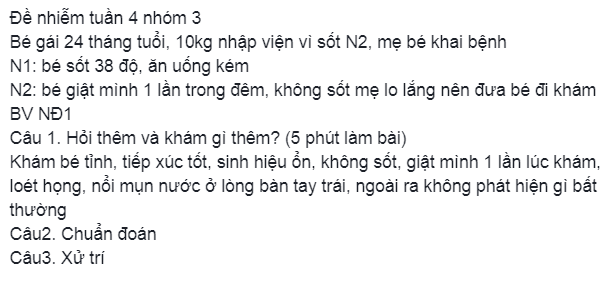 Đề nhiễm tuần 4 nhóm 3
Bé gái 24 tháng tuổi, 10kg nhập viện vì sốt N2, mẹ bé khai bệnh
N1: bé sốt 38 độ, ăn uống kém
N2: bé giật mình 1 lần trong đêm, không sốt mẹ lo lắng nên đưa bé đi khám
BV NĐ1
Câu 1. Hỏi thêm và khám gì thêm? (5 phút làm bài)
Khám bé tỉnh, tiếp xúc tốt, sinh hiệu ổn, không sốt, giật mình 1 lần lúc khám,
loét họng, nổi mụn nước ở lòng bàn tay trái, ngoài ra không phát hiện gì bất
thường
Câu2. Chuẩn đoán
Câu3. Xử trí